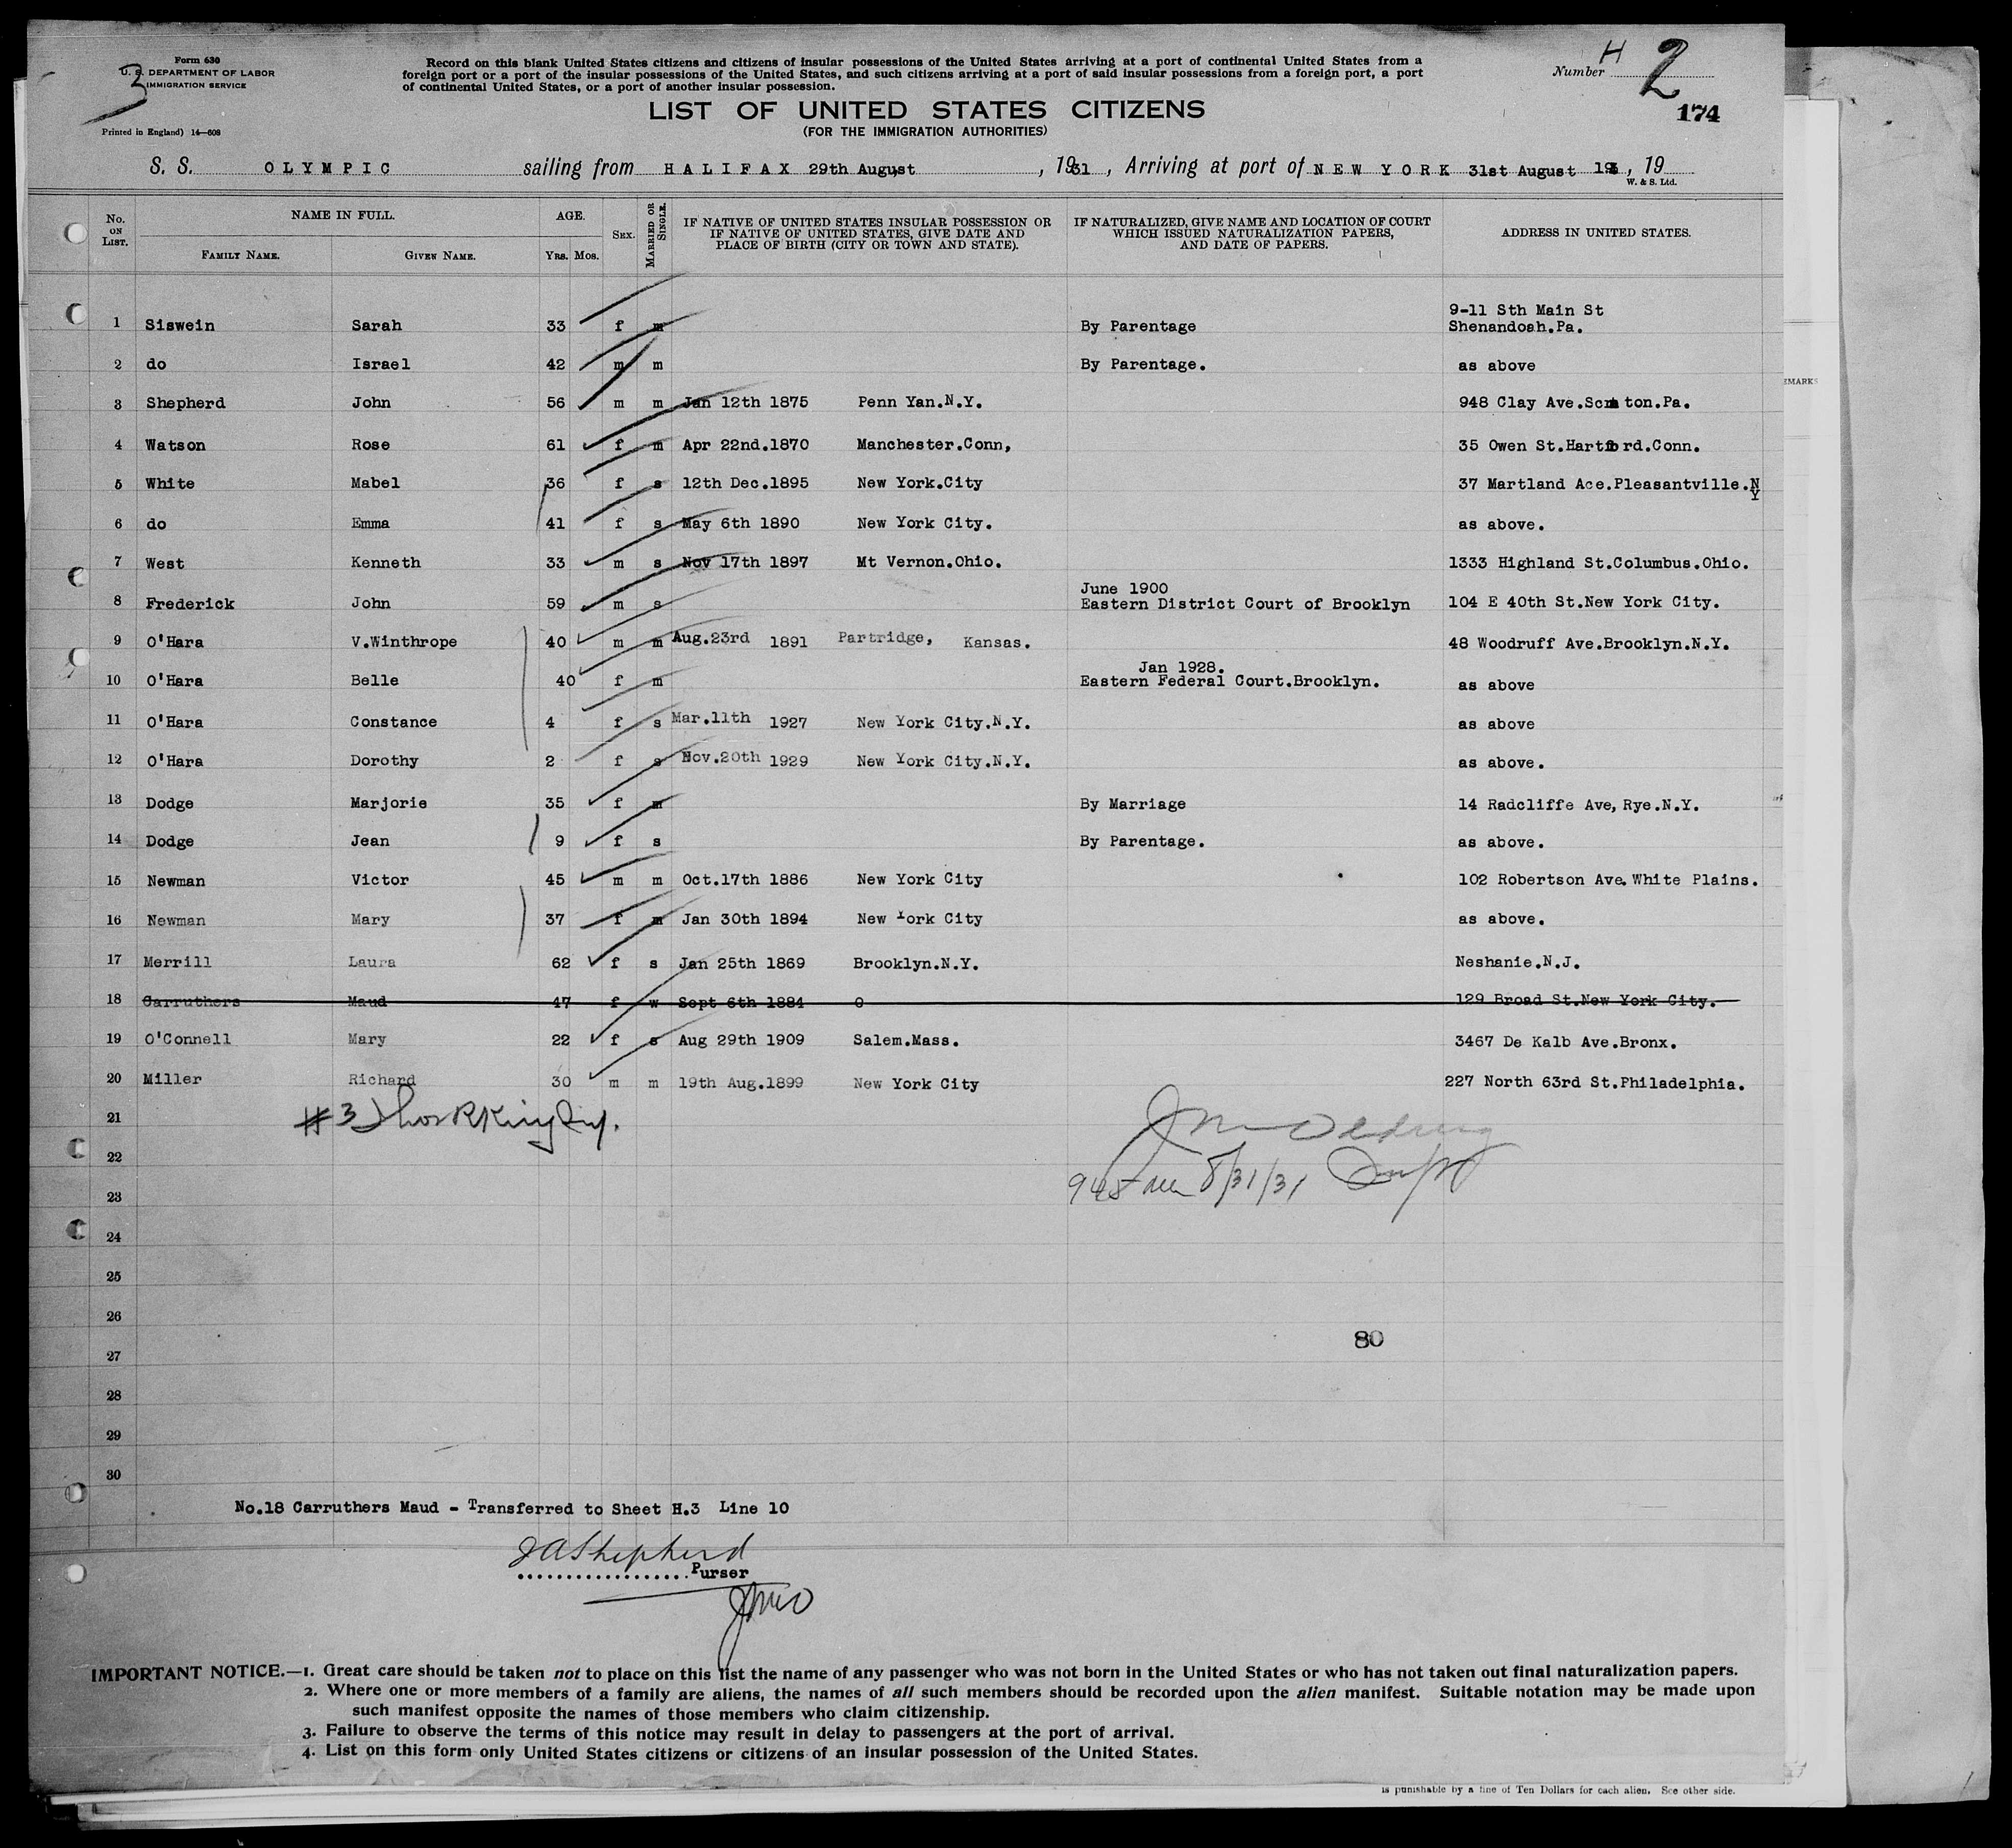 Form 630
U. S. DEPARTMENT OF LABOR
IMMIGRATION SERVICE
3
Printed in England) 14—608
Record on this blank United States citizens and citizens of insular possessions of the United States arriving at a port of continental United States from a
foreign port or a port of the insular possessions of the United States, and such citizens arriving at a port of said insular possessions from a foreign port, a port
of continental United States, or a port of another insular possession.
Number H 2
174
LIST OF UNITED STATES CITIZENS
(FOR THE IMMIGRATION AUTHORITIES)
S. S. OLYMPIC sailing from HALIFAX 29th August, 1931, Arriving at port of NEW YORK 31st August 193, 19
W. & S. Ltd.
No. ON LIST. NAME IN FULL. FAMILY NAME. GIVEN NAME. AGE. YRS. MOS. SEX. MARRIED OR SINGLE. IF NATIVE OF UNITED STATES INSULAR POSSESSION OR IF NATIVE OF UNITED STATES, GIVE DATE AND PLACE OF BIRTH (CITY OR TOWN AND STATE). IF NATURALIZED, GIVE NAME AND LOCATION OF COURT WHICH ISSUED NATURALIZATION PAPERS, AND DATE OF PAPERS. ADDRESS IN UNITED STATES.
1 Siswein Sarah 33 f m By Parentage 9-11 Sth Main St Shenandoah.Pa.
2 do Israel 42 m m By Parentage. as above
3 Shepherd John 56 m m Jan 12th 1875 Penn Yan.N.Y. 948 Clay Ave.Scranton.Pa.
4 Watson Rose 61 f m Apr 22nd.1870 Manchester.Conn, 35 Owen St.Hartford.Conn.
5 White Mabel 36 f s 12th Dec.1895 New York.City 37 Martland Ace.Pleasantville.NY
6 do Emma 41 f s May 6th 1890 New York City. as above.
7 West Kenneth 33 m s Nov 17th 1897 Mt Vernon.Ohio. 1333 Highland St.Columbus.Ohio.
8 Frederick John 59 m s June 1900 Eastern District Court of Brooklyn 104 E 40th St.New York City.
9 O'Hara V.Winthrope 40 m m Aug.23rd 1891 Partridge, Kansas. 48 Woodruff Ave.Brooklyn.N.Y.
10 O'Hara Belle 40 f m Jan 1928. Eastern Federal Court.Brooklyn. as above
11 O'Hara Constance 4 f s Mar.11th 1927 New York City.N.Y. as above
12 O'Hara Dorothy 2 f s Nov.20th 1929 New York City.N.Y. as above.
13 Dodge Marjorie 35 f m By Marriage 14 Radcliffe Ave, Rye.N.Y.
14 Dodge Jean 9 f s By Parentage. as above.
15 Newman Victor 45 m m Oct.17th 1886 New York City 102 Robertson Ave. White Plains.
16 Newman Mary 37 f m Jan 30th 1894 New York City as above.
17 Merrill Laura 62 f s Jan 25th 1869 Brooklyn.N.Y. Neshanie.N.J.
18 Carruthers Maud 47 f w Sept 6th 1884 O 129 Broad St.New York City.
19 O'Connell Mary 22 f s Aug 29th 1909 Salem.Mass. 3467 De Kalb Ave.Bronx.
20 Miller Richard 30 m m 19th Aug.1899 New York City 227 North 63rd St.Philadelphia.
21 #3
22
23 945 am 8/31/31
24
25
26
80
27
28
29
30
No.18 Carruthers Maud - Transferred to Sheet H.3 Line 10
J A Shepherd
Purser
JMO
IMPORTANT NOTICE.—1. Great care should be taken not to place on this list the name of any passenger who was not born in the United States or who has not taken out final naturalization papers.
2. Where one or more members of a family are aliens, the names of all such members should be recorded upon the alien manifest. Suitable notation may be made upon
such manifest opposite the names of those members who claim citizenship.
3. Failure to observe the terms of this notice may result in delay to passengers at the port of arrival.
4. List on this form only United States citizens or citizens of an insular possession of the United States.
is punishable by a fine of Ten Dollars for each alien. See other side.
EMARKS